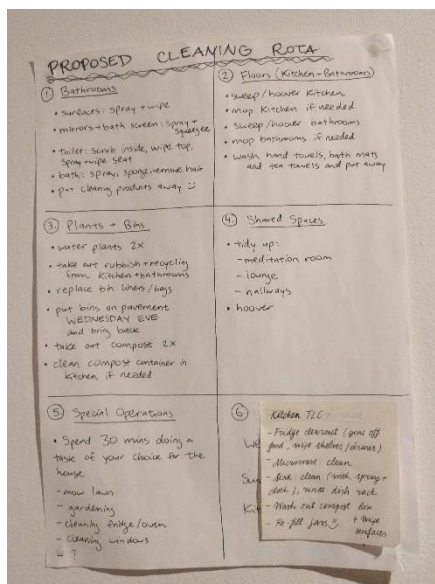 PROPOSED CLEANING ROTA
① Bathrooms
• surfaces: spray + wipe
• mirrors + bath screen: spray + squeegee
• toilet: scrub inside, wipe top,
spray + wipe seat
• bath: spray, sponge, remove hair
• put cleaning products away
② Floors (Kitchen + Bathrooms)
• sweep/hoover kitchen
• mop kitchen if needed
• sweep/hoover bathrooms
• mop bathrooms if needed
• wash hand towels, bath mats
and tea towels and put away
③ Plants + Bins
• water plants 2x
• take out rubbish + recycling
from kitchen + bathrooms
• replace bin liners/bags
• put bins on pavement
WEDNESDAY EVE
and bring back
• take out compost 2x
• clean compost container in
kitchen if needed
④ Shared Spaces
• tidy up:
- meditation room
- lounge
- hallways
• hoover
⑤ Special Operations
• Spend 30 mins doing a
task of your choice for the
house
- mow lawn
- gardening
- cleaning fridge/oven
- cleaning windows
- ?
⑥
Kit
Kitchen TLC
- Fridge clearout (gone off
food, wipe shelves/drawers)
- Microwave: clean
- Sink: clean (with spray +
), rinse dish rack
- Wash out compost box
- Re-fill jars + wipe
surfaces